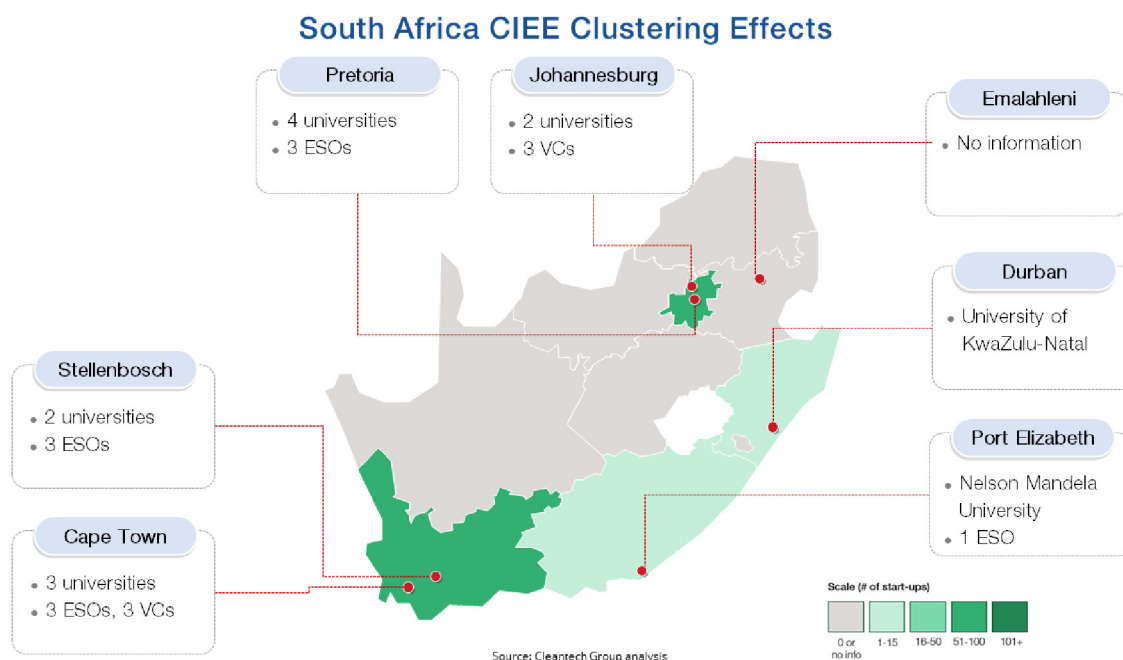 South Africa CIEE Clustering Effects
Pretoria
• 4 universities
• 3 ESOs
Johannesburg
• 2 universities
• 3 VCs
Emalahleni
• No information
Durban
• University of
KwaZulu-Natal
Stellenbosch
• 2 universities
• 3 ESOs
Port Elizabeth
• Nelson Mandela
University
• 1 ESO
Cape Town
• 3 universities
• 3 ESOs, 3 VCs
Scale (# of start-ups)
0 or
no info
1-15
16-50
51-100
101+
Source: Cleantech Group analysis